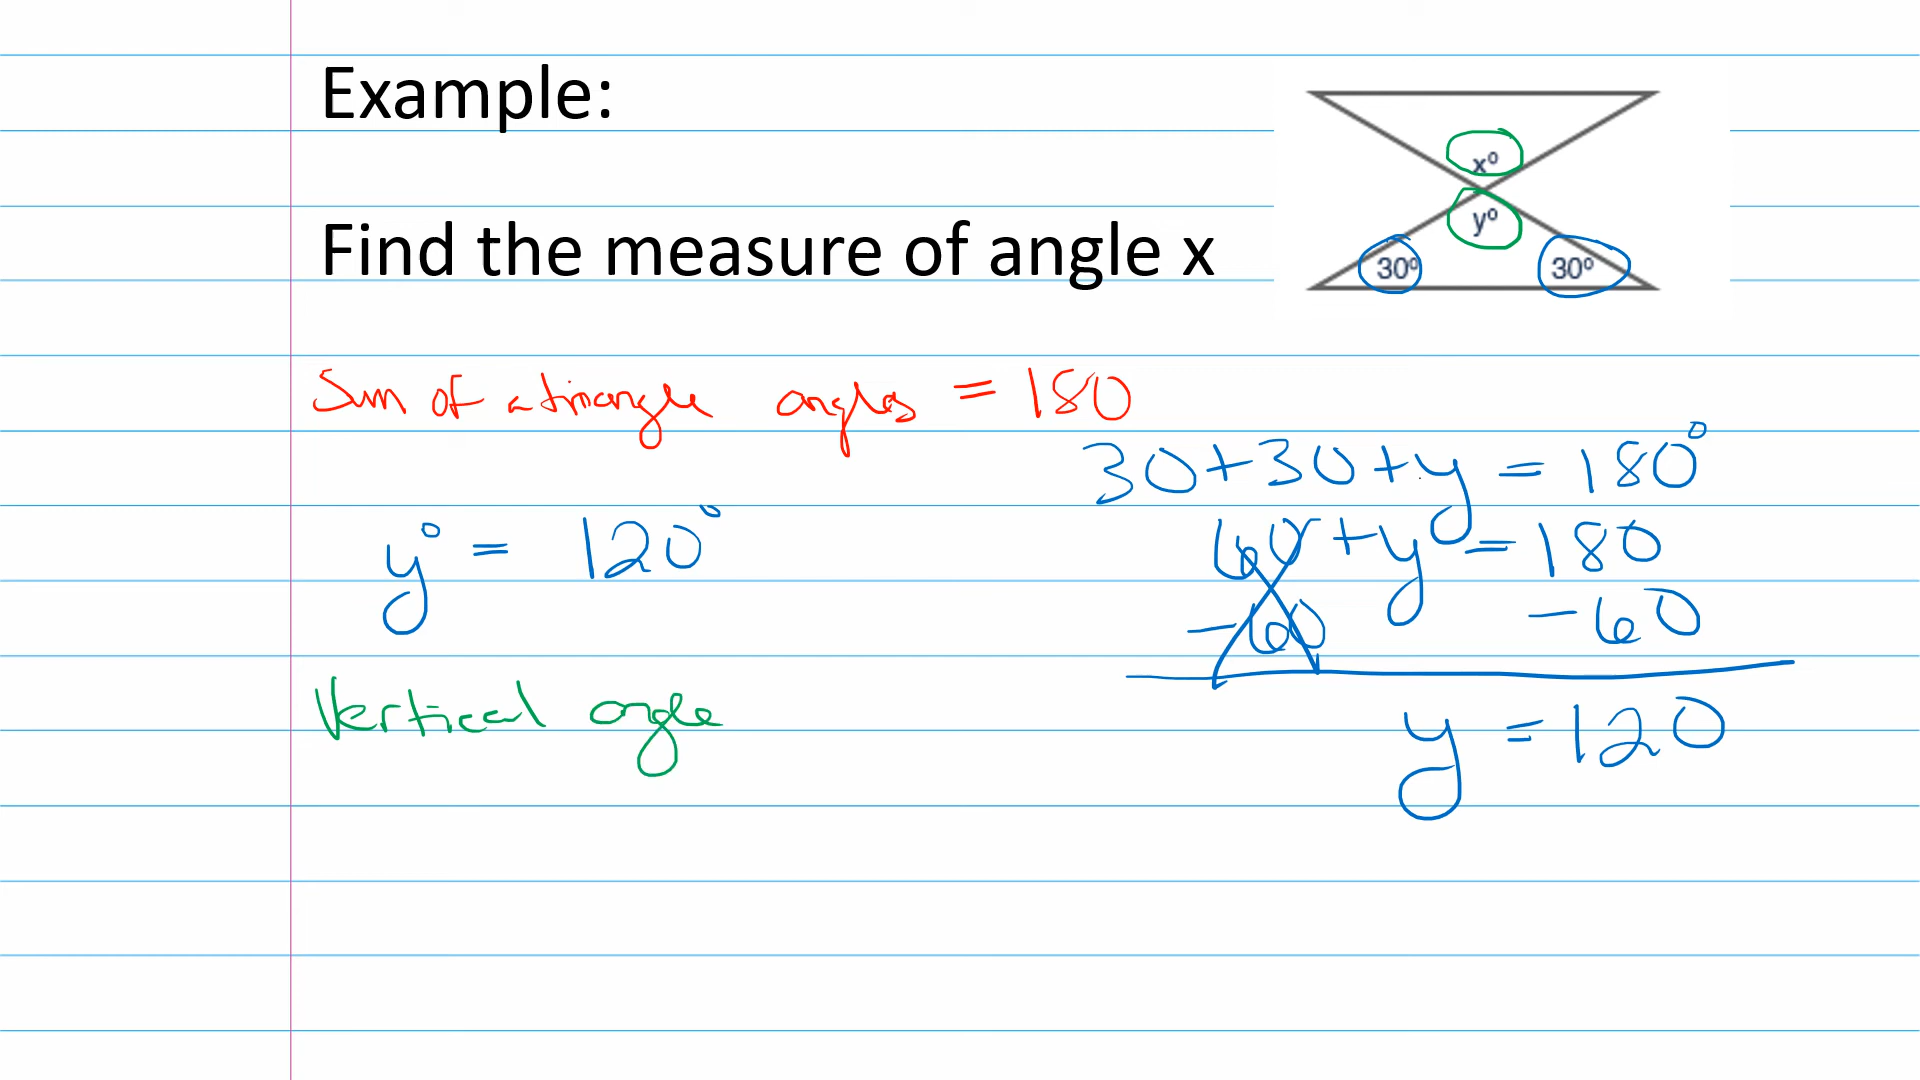 Example:
x°
y°
Find the measure of angle x
30° 30°
Sum of a triangle angles = 180
30+30+y = 180°
y° = 120°
60+y = 180
-60 -60
Vertical angle
y = 120